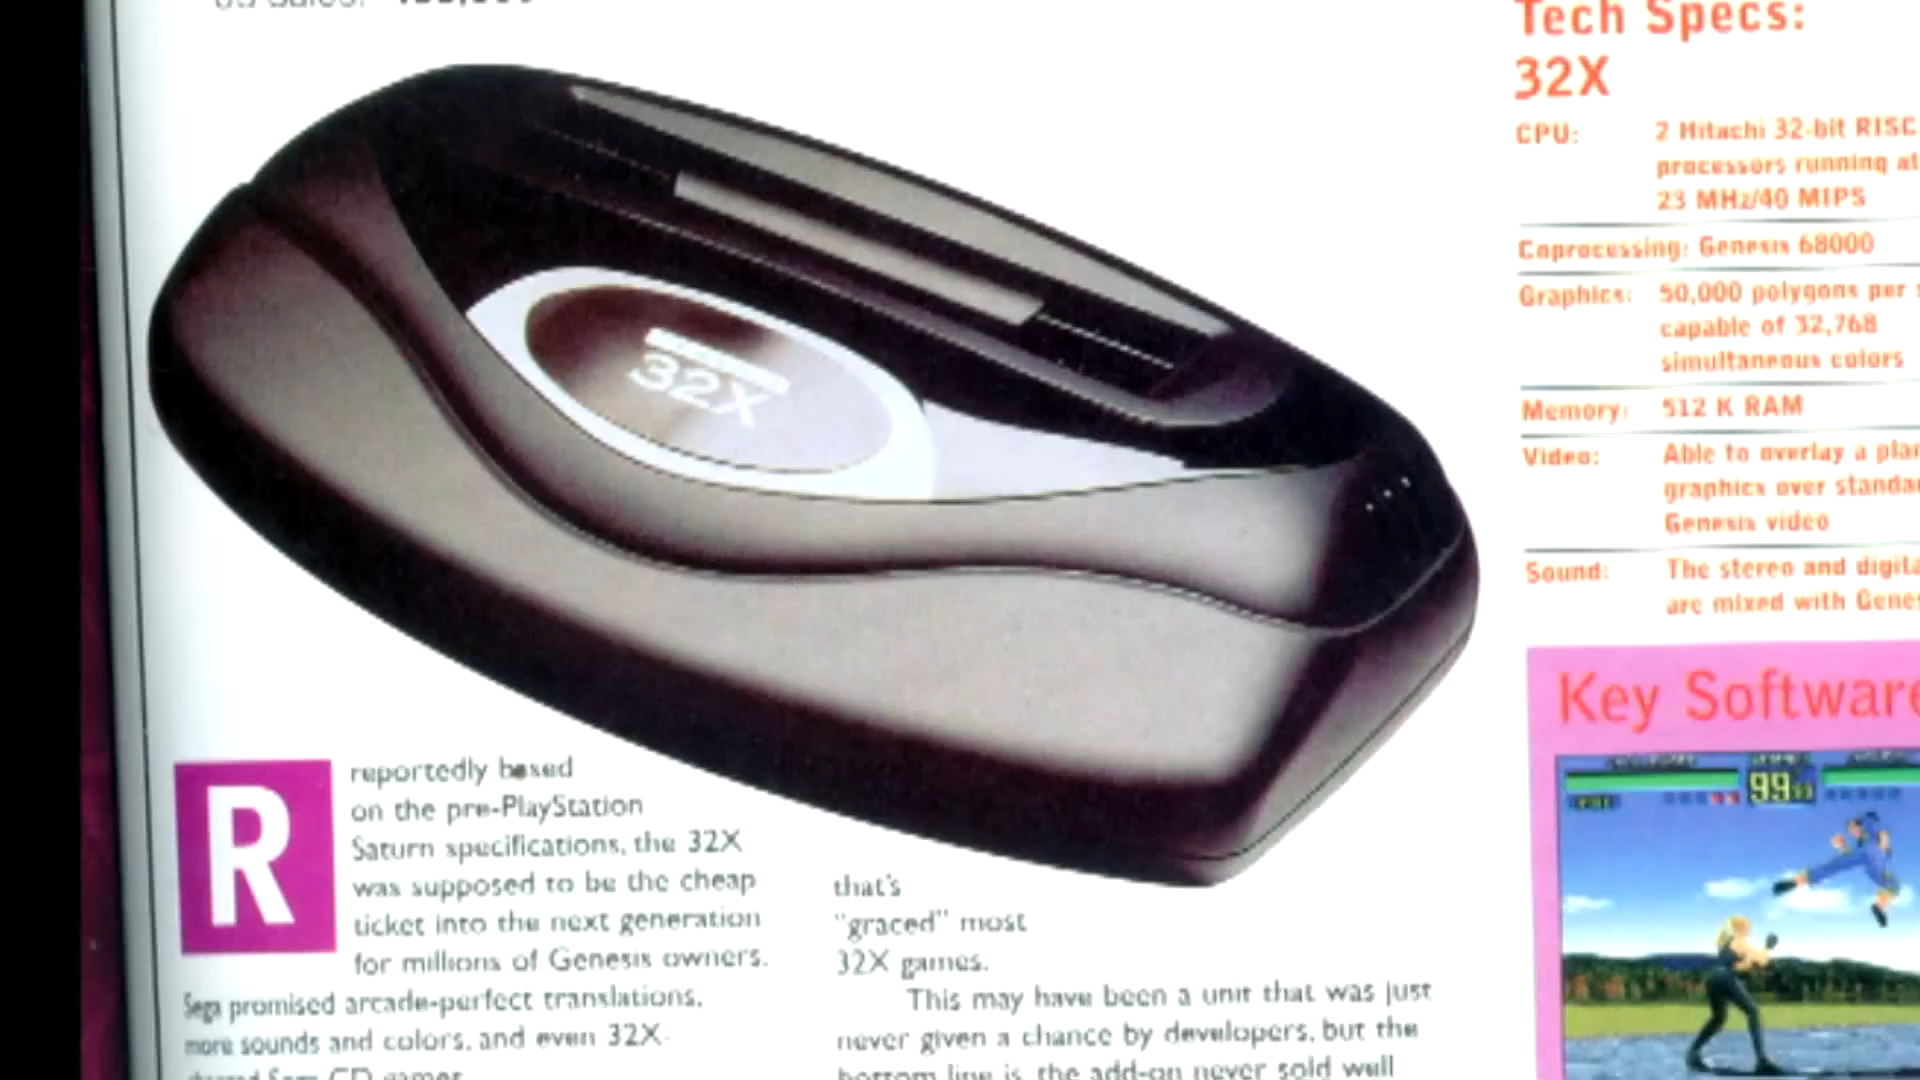 US Sales:
32X
R
reportedly based
on the pre-PlayStation
Saturn specifications, the 32X
was supposed to be the cheap
ticket into the next generation
for millions of Genesis owners.
Sega promised arcade-perfect translations,
more sounds and colors, and even 32X-
Sega CD games
that's
"graced" most
32X games.
This may have been a unit that was just
never given a chance by developers, but the
bottom line is, the add-on never sold well
Tech Specs:
32X
CPU: 2 Hitachi 32-bit RISC
processors running at
23 MHz/40 MIPS
Coprocessing: Genesis 68000
Graphics: 50,000 polygons per
capable of 32,768
simultaneous colors
Memory: 512 K RAM
Video: Able to overlay a
graphics over
Genesis video
Sound: The stereo and
are mixed with
Key Software
99